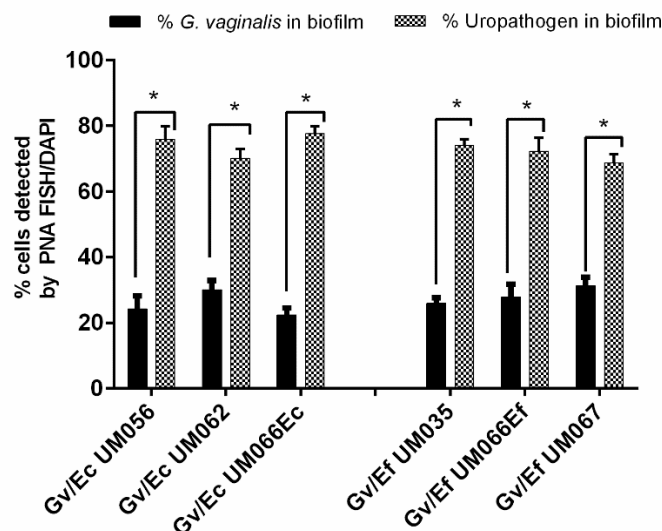 % G. vaginalis in biofilm
% Uropathogen in biofilm
% cells detected
by PNA FISH/DAPI
100
80
60
40
20
0
*
*
*
*
*
*
Gv/Ec UM056
Gv/Ec UM062
Gv/Ec UM066Ec
Gv/Ef UM035
Gv/Ef UM066Ef
Gv/Ef UM067